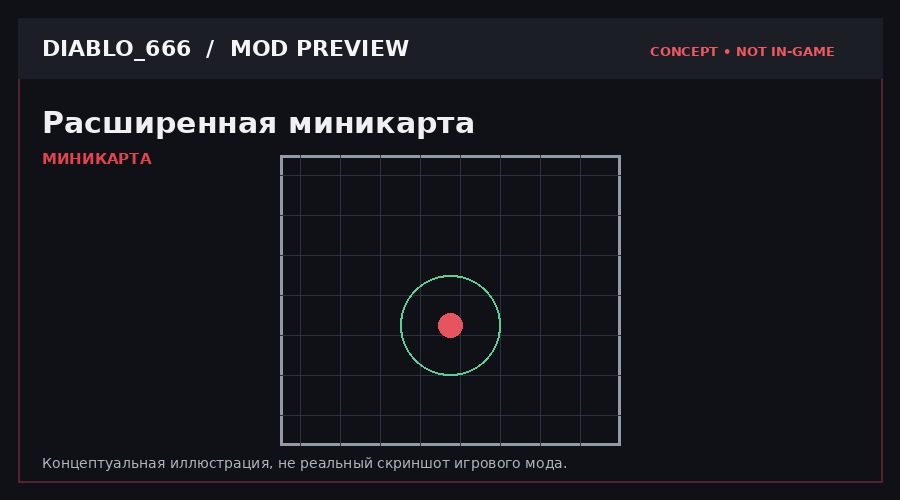 DIABLO_666 / MOD PREVIEW
CONCEPT • NOT IN-GAME
Расширенная миникарта
МИНИКАРТА
Концептуальная иллюстрация, не реальный скриншот игрового мода.